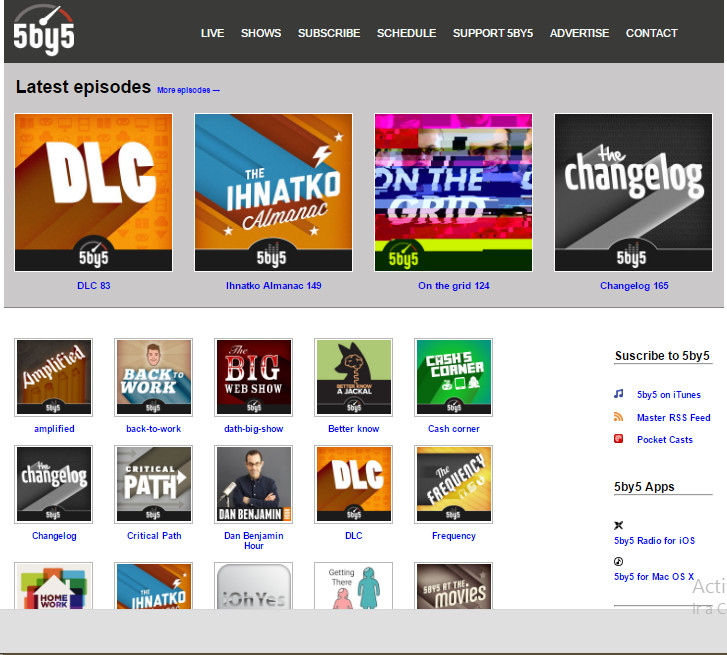 5by5
LIVE SHOWS SUBSCRIBE SCHEDULE SUPPORT 5BY5 ADVERTISE CONTACT
Latest episodes More episodes →
DLC
5by5
THE
IHNATKO
Almanac
5by5
ON THE
GRID
5by5
the
changelog
5by5
DLC 83
Ihnatko Almanac 149
On the grid 124
Changelog 165
Amplified
5by5
BACK TO
WORK
5by5
The
BIG
WEB SHOW
5by5
BETTER KNOW
A JACKAL
5by5
CASH'S
CORNER
5by5
amplified
back-to-work
dath-big-show
Better know
Cash corner
the
changelog
5by5
CRITICAL
PATH
5by5
DAN BENJAMIN
HOUR
DLC
5by5
The
FREQUENCY
5by5
Changelog
Critical Path
Dan Benjamin
Hour
DLC
Frequency
HOME
WORK
THE
IHNATKO
iOhYes
Getting
There
5BY5 AT THE
MOVIES
Suscribe to 5by5
5by5 on iTunes
Master RSS Feed
Pocket Casts
5by5 Apps
5by5 Radio for iOS
5by5 for Mac OS X
Acti
Ir a C